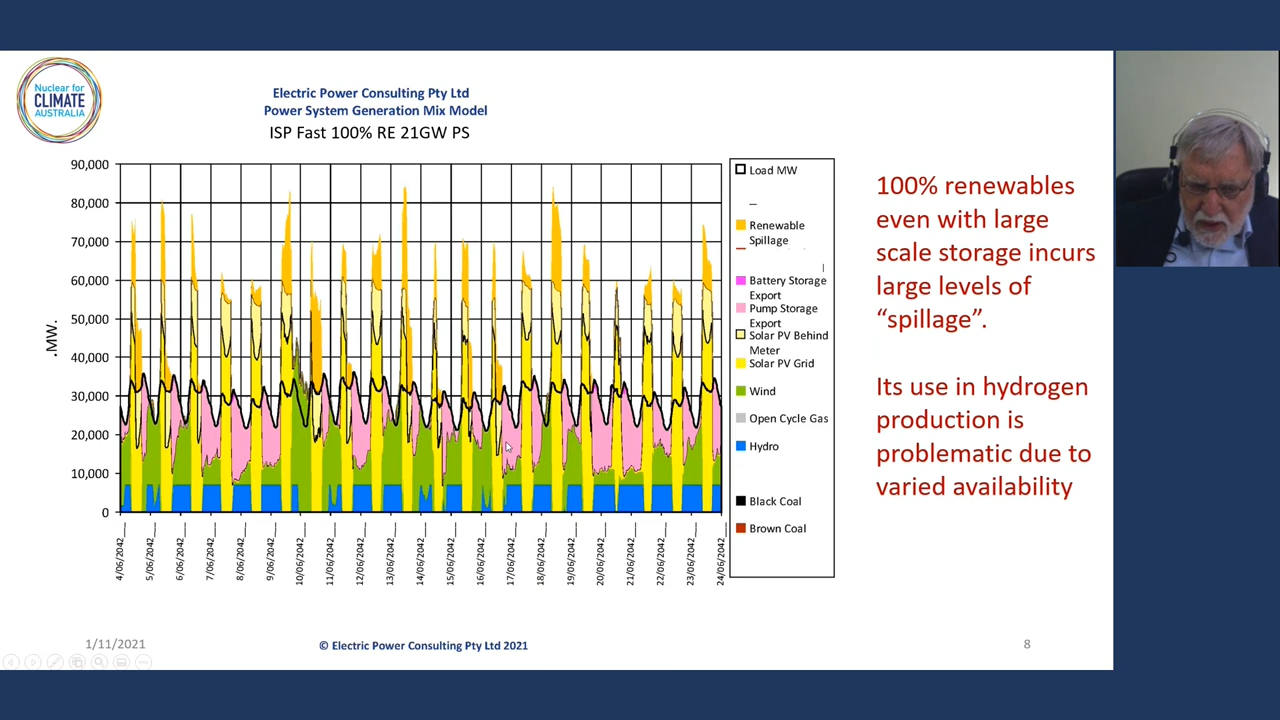 Nuclear for
CLIMATE
AUSTRALIA
Electric Power Consulting Pty Ltd
Power System Generation Mix Model
ISP Fast 100% RE 21GW PS
90,000
80,000
70,000
60,000
50,000
40,000
30,000
20,000
10,000
0
.MW.
4/06/2042
5/06/2042
6/06/2042
7/06/2042
8/06/2042
9/06/2042
10/06/2042
11/06/2042
12/06/2042
13/06/2042
14/06/2042
15/06/2042
16/06/2042
17/06/2042
18/06/2042
19/06/2042
20/06/2042
21/06/2042
22/06/2042
23/06/2042
24/06/2042
Load MW
Renewable
Spillage
Battery Storage
Export
Pump Storage
Export
Solar PV Behind
Meter
Solar PV Grid
Wind
Open Cycle Gas
Hydro
Black Coal
Brown Coal
100% renewables
even with large
scale storage incurs
large levels of
“spillage”.
Its use in hydrogen
production is
problematic due to
varied availability
1/11/2021
© Electric Power Consulting Pty Ltd 2021
8